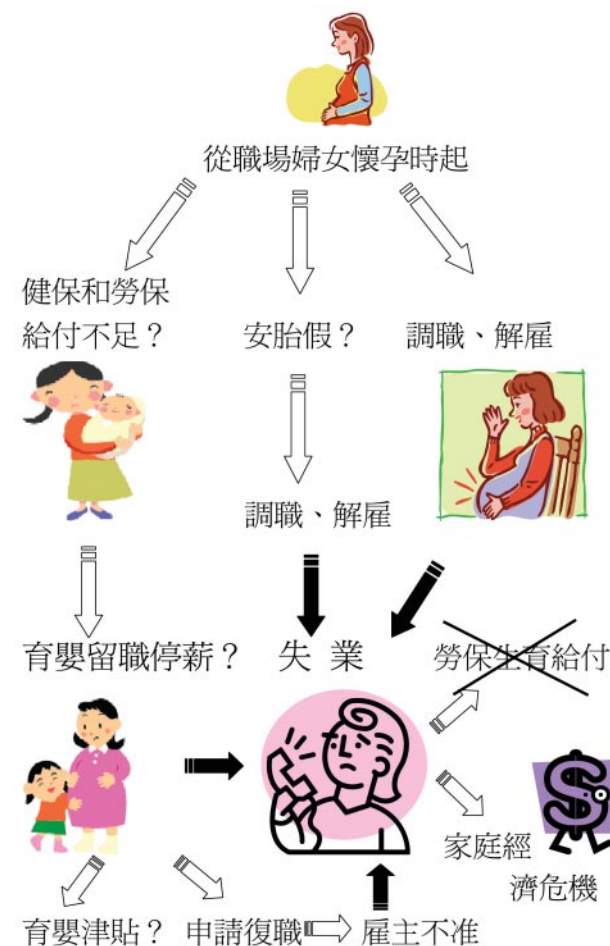 從職場婦女懷孕時起
健保和勞保
給付不足？
安胎假？
調職、解雇
調職、解雇
育嬰留職停薪？
失 業
勞保生育給付
家庭經
濟危機
育嬰津貼？
申請復職
雇主不准